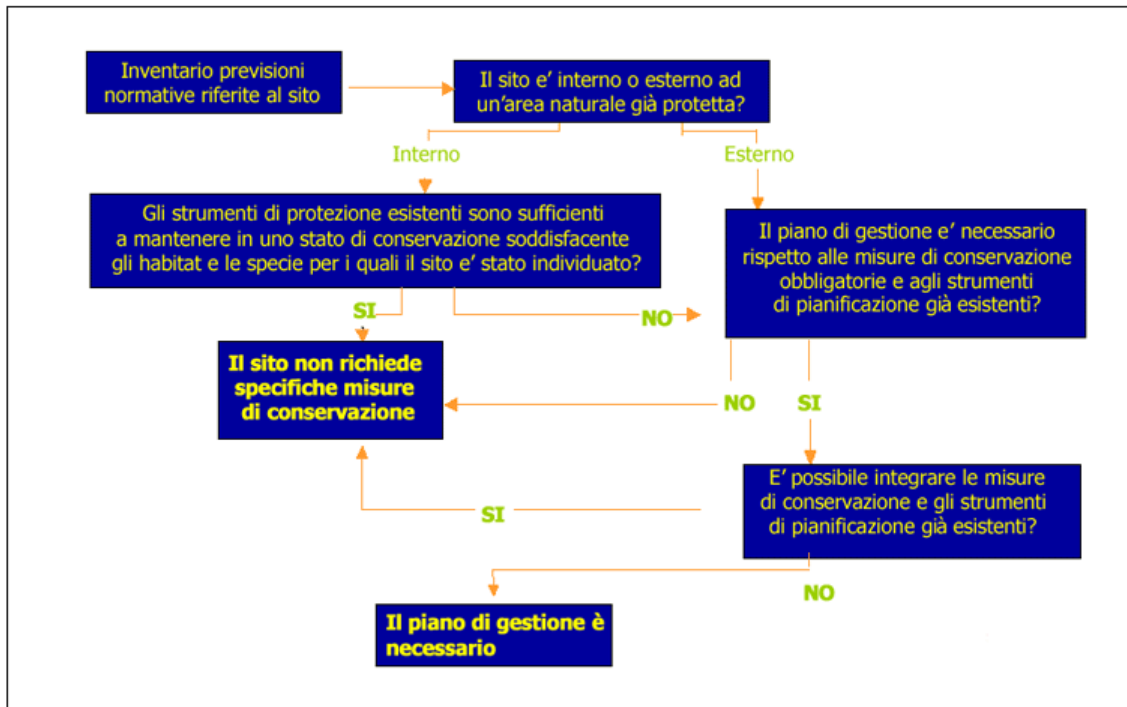 Inventario previsioni
normative riferite al sito
Il sito e' interno o esterno ad
un'area naturale già protetta?
Interno
Esterno
Gli strumenti di protezione esistenti sono sufficienti
a mantenere in uno stato di conservazione soddisfacente
gli habitat e le specie per i quali il sito e' stato individuato?
Il piano di gestione e' necessario
rispetto alle misure di conservazione
obbligatorie e agli strumenti
di pianificazione già esistenti?
SI
NO
Il sito non richiede
specifiche misure
di conservazione
NO
SI
E' possibile integrare le misure
di conservazione e gli strumenti
di pianificazione già esistenti?
SI
NO
Il piano di gestione è
necessario